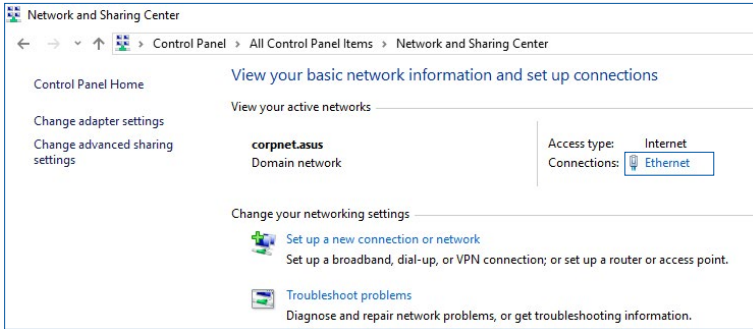 Network and Sharing Center
Control Panel > All Control Panel Items > Network and Sharing Center
Control Panel Home
Change adapter settings
Change advanced sharing
settings
View your basic network information and set up connections
View your active networks
corpnet.asus
Domain network
Access type: Internet
Connections: Ethernet
Change your networking settings
Set up a new connection or network
Set up a broadband, dial-up, or VPN connection; or set up a router or access point.
Troubleshoot problems
Diagnose and repair network problems, or get troubleshooting information.